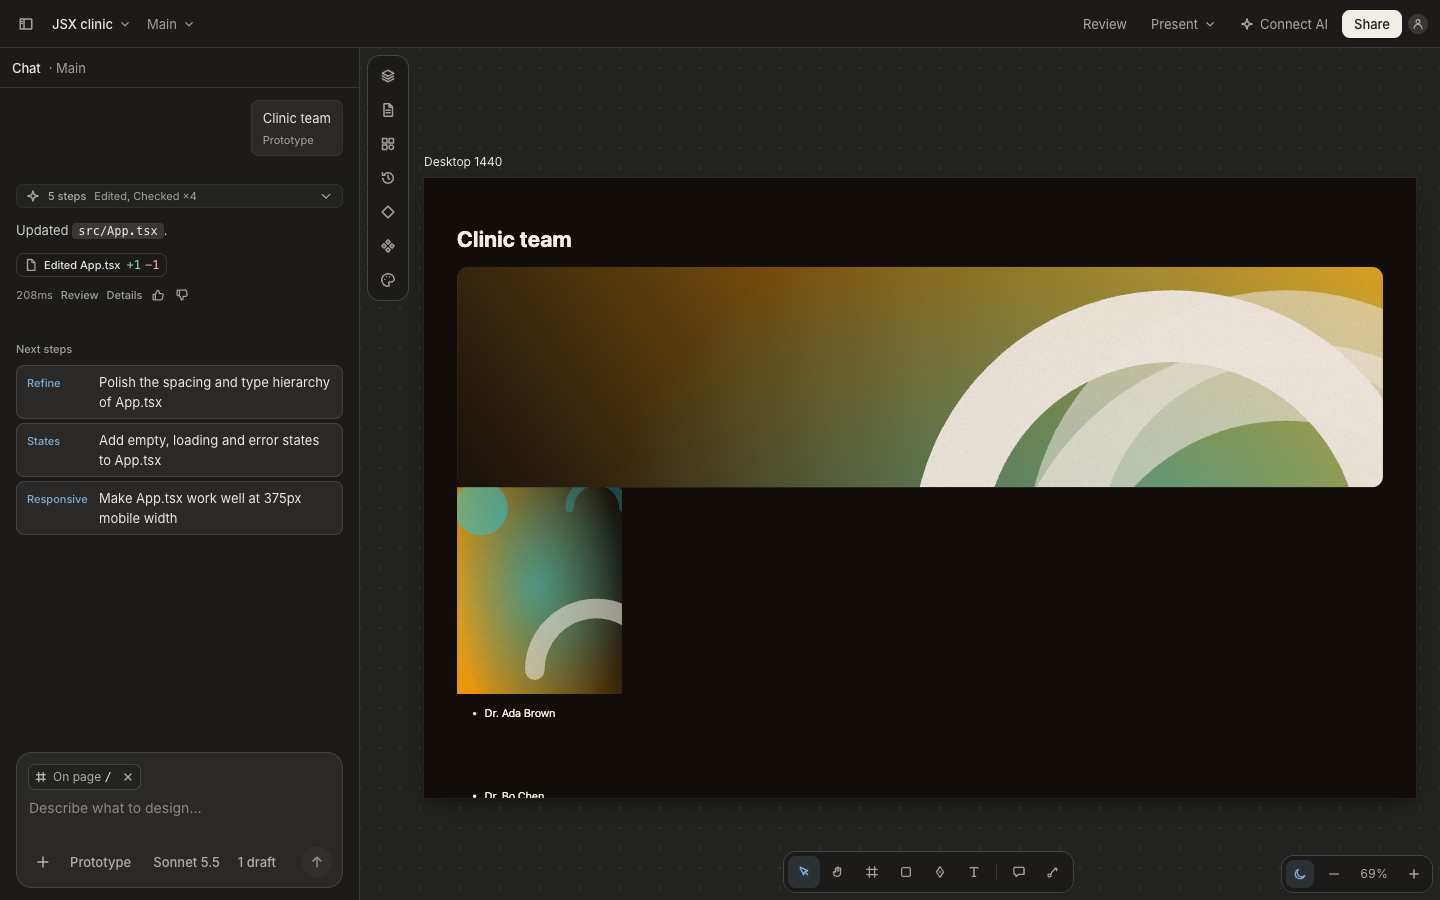 JSX clinic
Main
Review
Present
Connect AI
Share
Chat · Main
Clinic team
Prototype
5 steps Edited, Checked ×4
Updated src/App.tsx.
Edited App.tsx +1 −1
208ms Review Details
Next steps
Refine
Polish the spacing and type hierarchy
of App.tsx
States
Add empty, loading and error states
to App.tsx
Responsive
Make App.tsx work well at 375px
mobile width
On page /
Describe what to design...
Prototype
Sonnet 5.5
1 draft
Desktop 1440
Clinic team
• Dr. Ada Brown
• Dr. Bo Chen
69%